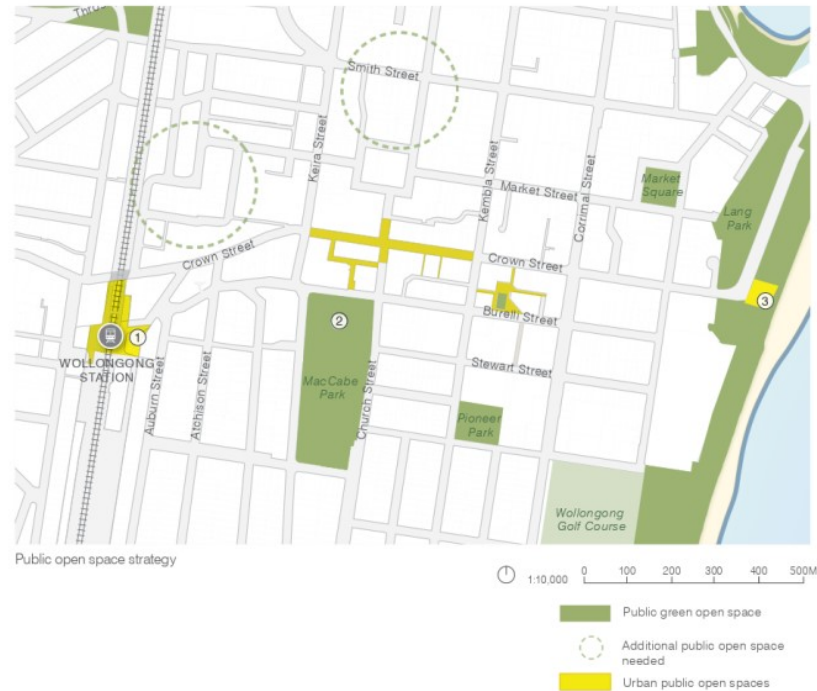 Thro
Smith Street
Keira Street
Kembla Street
Corrimal Street
Market
Square
Market Street
Lang
Park
Crown Street
Crown Street
3
1
2
Burelli Street
WOLLONGONG
STATION
Auburn Street
Atchison Street
MacCabe
Park
Church Street
Stewart Street
Pioneer
Park
Wollongong
Golf Course
Public open space strategy
1:10,000
0 100 200 300 400 500M
Public green open space
Additional public open space
needed
Urban public open spaces